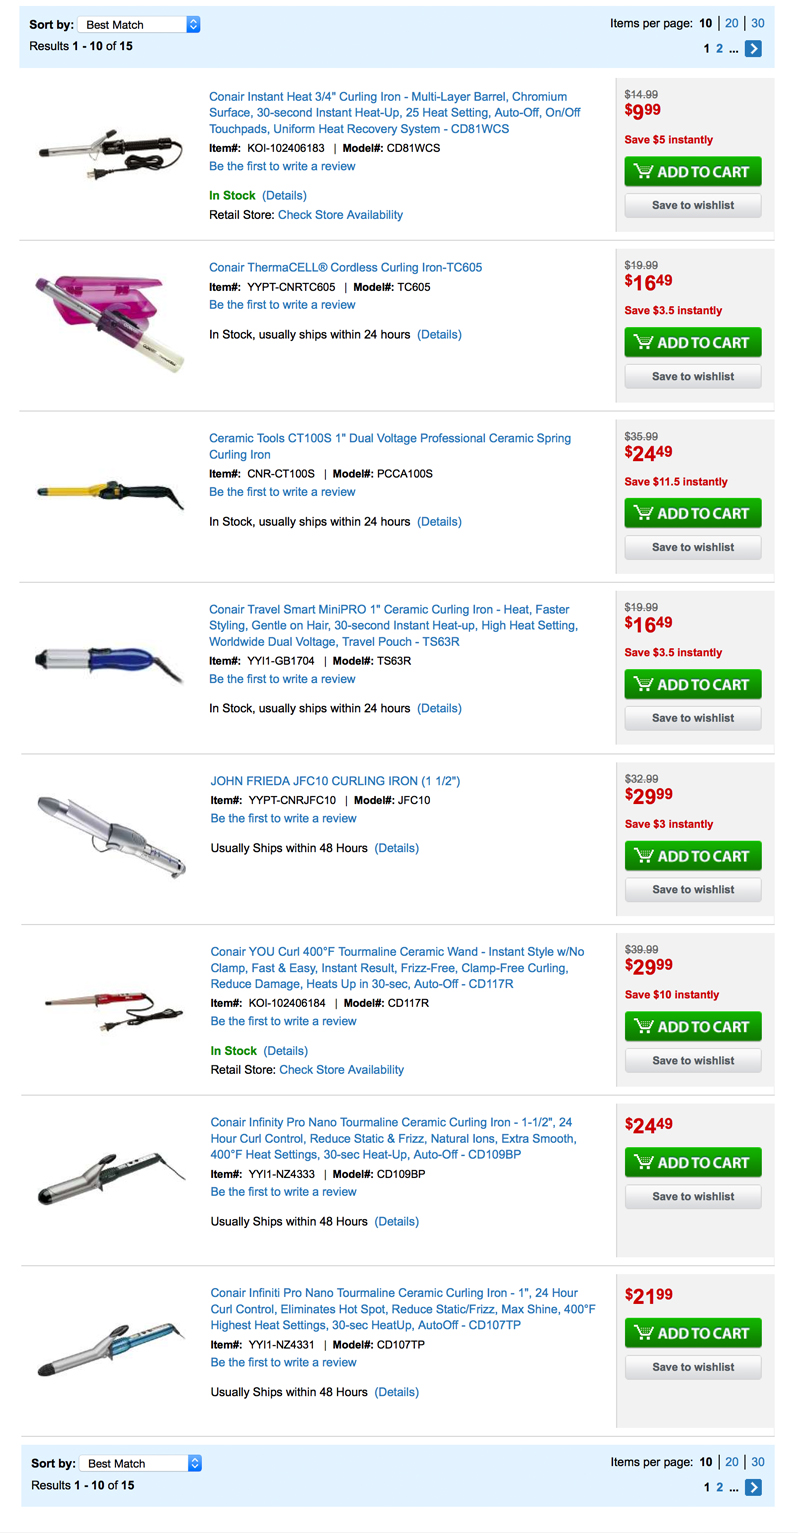 Sort by: Best Match
Items per page: 10 | 20 | 30
Results 1 - 10 of 15
1 2 ...
Conair Instant Heat 3/4" Curling Iron - Multi-Layer Barrel, Chromium
Surface, 30-second Instant Heat-Up, 25 Heat Setting, Auto-Off, On/Off
Touchpads, Uniform Heat Recovery System - CD81WCS
Item#: KOI-102406183 | Model#: CD81WCS
Be the first to write a review
In Stock (Details)
Retail Store: Check Store Availability
$14.99
$9.99
Save $5 instantly
ADD TO CART
Save to wishlist
Conair ThermaCELL® Cordless Curling Iron-TC605
Item#: YYPT-CNRTC605 | Model#: TC605
Be the first to write a review
In Stock, usually ships within 24 hours (Details)
$19.99
$16.49
Save $3.5 instantly
ADD TO CART
Save to wishlist
Ceramic Tools CT100S 1" Dual Voltage Professional Ceramic Spring
Curling Iron
Item#: CNR-CT100S | Model#: PCCA100S
Be the first to write a review
In Stock, usually ships within 24 hours (Details)
$35.99
$24.49
Save $11.5 instantly
ADD TO CART
Save to wishlist
Conair Travel Smart MiniPRO 1" Ceramic Curling Iron - Heat, Faster
Styling, Gentle on Hair, 30-second Instant Heat-up, High Heat Setting,
Worldwide Dual Voltage, Travel Pouch - TS63R
Item#: YYI1-GB1704 | Model#: TS63R
Be the first to write a review
In Stock, usually ships within 24 hours (Details)
$19.99
$16.49
Save $3.5 instantly
ADD TO CART
Save to wishlist
JOHN FRIEDA JFC10 CURLING IRON (1 1/2")
Item#: YYPT-CNRJFC10 | Model#: JFC10
Be the first to write a review
Usually Ships within 48 Hours (Details)
$32.99
$29.99
Save $3 instantly
ADD TO CART
Save to wishlist
Conair YOU Curl 400°F Tourmaline Ceramic Wand - Instant Style w/No
Clamp, Fast & Easy, Instant Result, Frizz-Free, Clamp-Free Curling,
Reduce Damage, Heats Up in 30-sec, Auto-Off - CD117R
Item#: KOI-102406184 | Model#: CD117R
Be the first to write a review
In Stock (Details)
Retail Store: Check Store Availability
$39.99
$29.99
Save $10 instantly
ADD TO CART
Save to wishlist
Conair Infinity Pro Nano Tourmaline Ceramic Curling Iron - 1-1/2", 24
Hour Curl Control, Reduce Static & Frizz, Natural Ions, Extra Smooth,
400°F Heat Settings, 30-sec Heat-Up, Auto-Off - CD109BP
Item#: YYI1-NZ4333 | Model#: CD109BP
Be the first to write a review
Usually Ships within 48 Hours (Details)
$24.49
ADD TO CART
Save to wishlist
Conair Infiniti Pro Nano Tourmaline Ceramic Curling Iron - 1", 24 Hour
Curl Control, Eliminates Hot Spot, Reduce Static/Frizz, Max Shine, 400°F
Highest Heat Settings, 30-sec HeatUp, AutoOff - CD107TP
Item#: YYI1-NZ4331 | Model#: CD107TP
Be the first to write a review
Usually Ships within 48 Hours (Details)
$21.99
ADD TO CART
Save to wishlist
Sort by: Best Match
Items per page: 10 | 20 | 30
Results 1 - 10 of 15
1 2 ...